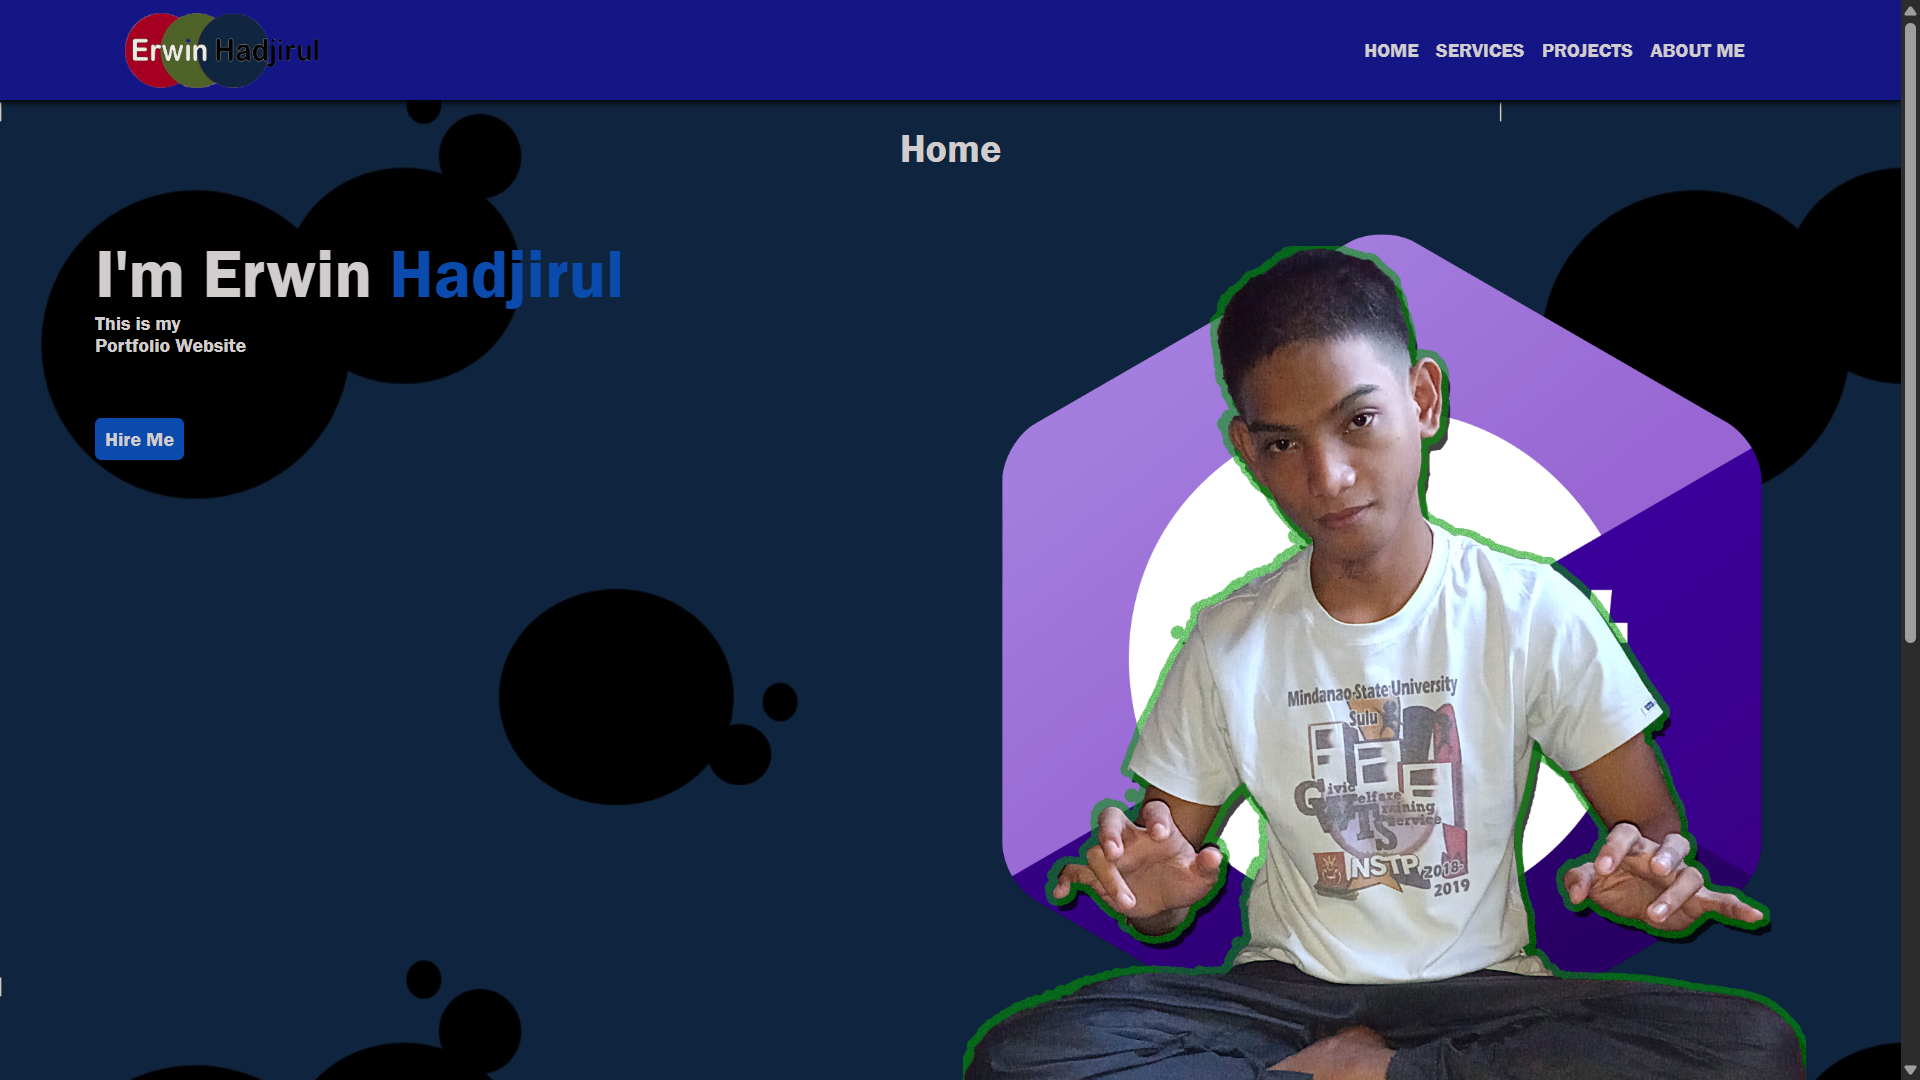 Erwin Hadjirul
HOME SERVICES PROJECTS ABOUT ME
Home
I'm Erwin Hadjirul
This is my
Portfolio Website
Hire Me
Mindanao State University
Sulu
Civic
Welfare
Training
Service
NSTP 2018-
2019